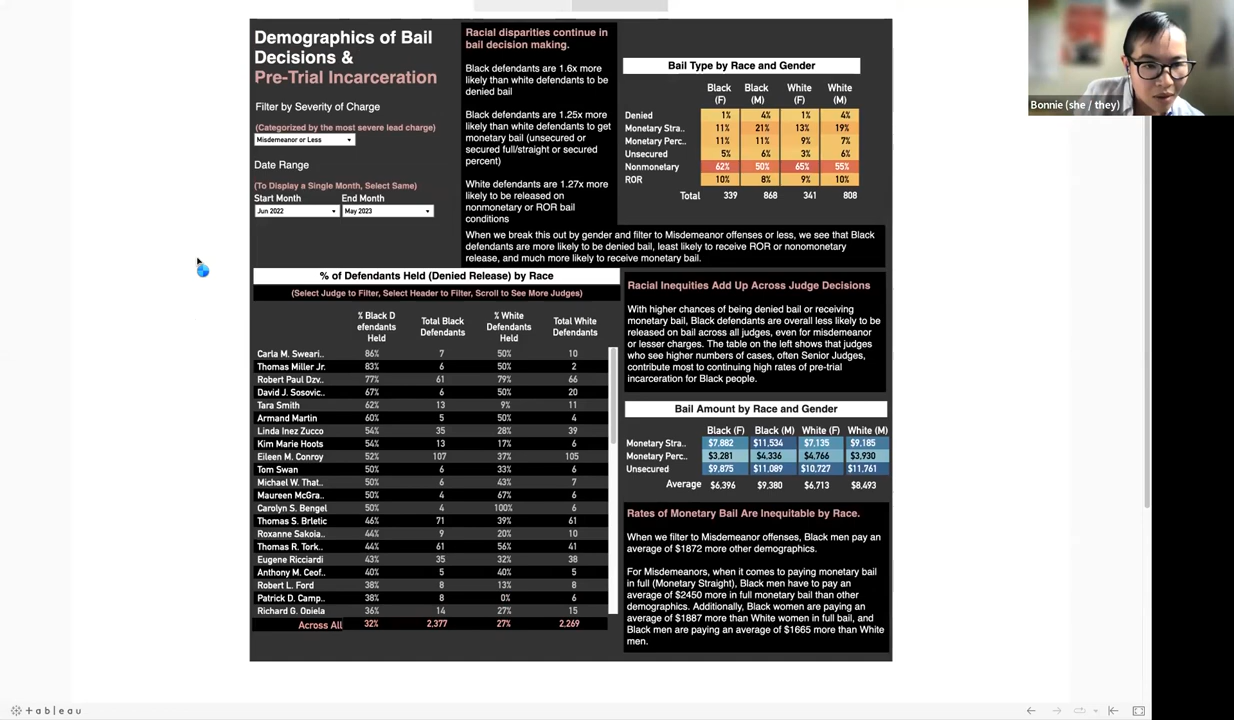 Demographics of Bail
Decisions &
Pre-Trial Incarceration
Filter by Severity of Charge
(Categorized by the most severe lead charge)
Misdemeanor or Less
Date Range
(To Display a Single Month, Select Same)
Start Month End Month
Jun 2022 May 2023
Racial disparities continue in
bail decision making.
Black defendants are 1.6x more
likely than white defendants to be
denied bail
Black defendants are 1.25x more
likely than white defendants to get
monetary bail (unsecured or
secured full/straight or secured
percent)
White defendants are 1.27x more
likely to be released on
nonmonetary or ROR bail
conditions
When we break this out by gender and filter to Misdemeanor offenses or less, we see that Black
defendants are more likely to be denied bail, least likely to receive ROR or nonomonetary
release, and much more likely to receive monetary bail.
Bail Type by Race and Gender
Black (F) Black (M) White (F) White (M)
Denied 1% 4% 1% 4%
Monetary Stra.. 11% 21% 13% 19%
Monetary Perc.. 11% 11% 9% 7%
Unsecured 5% 6% 3% 6%
Nonmonetary 62% 50% 65% 55%
ROR 10% 8% 9% 10%
Total 339 868 341 808
Bonnie (she / they)
% of Defendants Held (Denied Release) by Race
(Select Judge to Filter, Select Header to Filter, Scroll to See More Judges)
% Black D efendants Held Total Black Defendants % White Defendants Held Total White Defendants
Carla M. Sweari.. 86% 7 50% 10
Thomas Miller Jr. 83% 6 50% 2
Robert Paul Dzv.. 77% 61 79% 66
David J. Sosovic.. 67% 6 50% 20
Tara Smith 62% 13 9% 11
Armand Martin 60% 5 50% 4
Linda Inez Zucco 54% 35 28% 39
Kim Marie Hoots 54% 13 17% 6
Eileen M. Conroy 52% 107 37% 105
Tom Swan 50% 6 33% 6
Michael W. That.. 50% 6 43% 7
Maureen McGra.. 50% 4 67% 6
Carolyn S. Bengel 50% 4 100% 6
Thomas S. Brletic 46% 71 39% 61
Roxanne Sakoia.. 44% 9 20% 10
Thomas R. Tork.. 44% 61 56% 41
Eugene Ricciardi 43% 35 32% 38
Anthony M. Ceof.. 40% 5 40% 5
Robert L. Ford 38% 8 13% 8
Patrick D. Camp.. 38% 8 0% 6
Richard G. Opiela 36% 14 27% 15
Across All 32% 2,377 27% 2,269
Racial Inequities Add Up Across Judge Decisions
With higher chances of being denied bail or receiving
monetary bail, Black defendants are overall less likely to be
released on bail across all judges, even for misdemeanor
or lesser charges. The table on the left shows that judges
who see higher numbers of cases, often Senior Judges,
contribute most to continuing high rates of pre-trial
incarceration for Black people.
Bail Amount by Race and Gender
Black (F) Black (M) White (F) White (M)
Monetary Stra.. $7,882 $11,534 $7,135 $9,185
Monetary Perc.. $3,281 $4,336 $4,766 $3,930
Unsecured $9,875 $11,089 $10,727 $11,761
Average $6,396 $9,380 $6,713 $8,493
Rates of Monetary Bail Are Inequitable by Race.
When we filter to Misdemeanor offenses, Black men pay an
average of $1872 more other demographics.
For Misdemeanors, when it comes to paying monetary bail
in full (Monetary Straight), Black men have to pay an
average of $2450 more in full monetary bail than other
demographics. Additionally, Black women are paying an
average of $1887 more than White women in full bail, and
Black men are paying an average of $1665 more than White
men.
+ableau